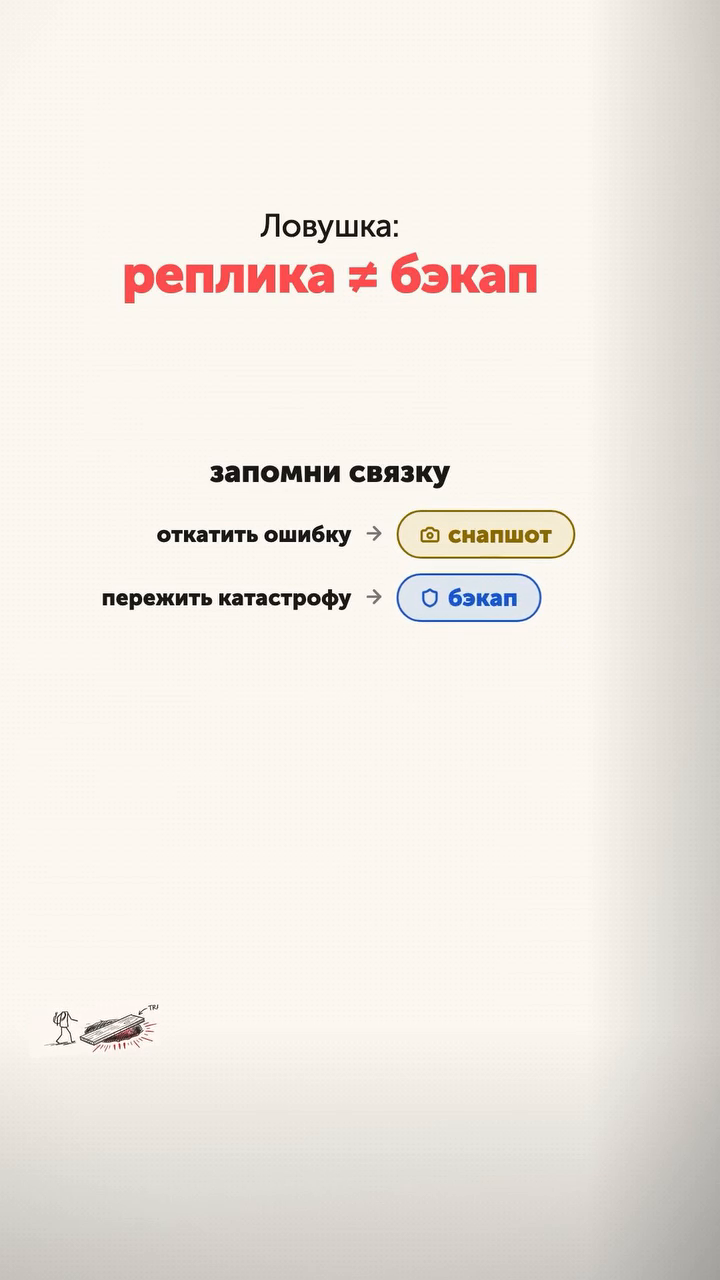 Ловушка:
реплика ≠ бэкап
запомни связку
откатить ошибку → снапшот
пережить катастрофу → бэкап